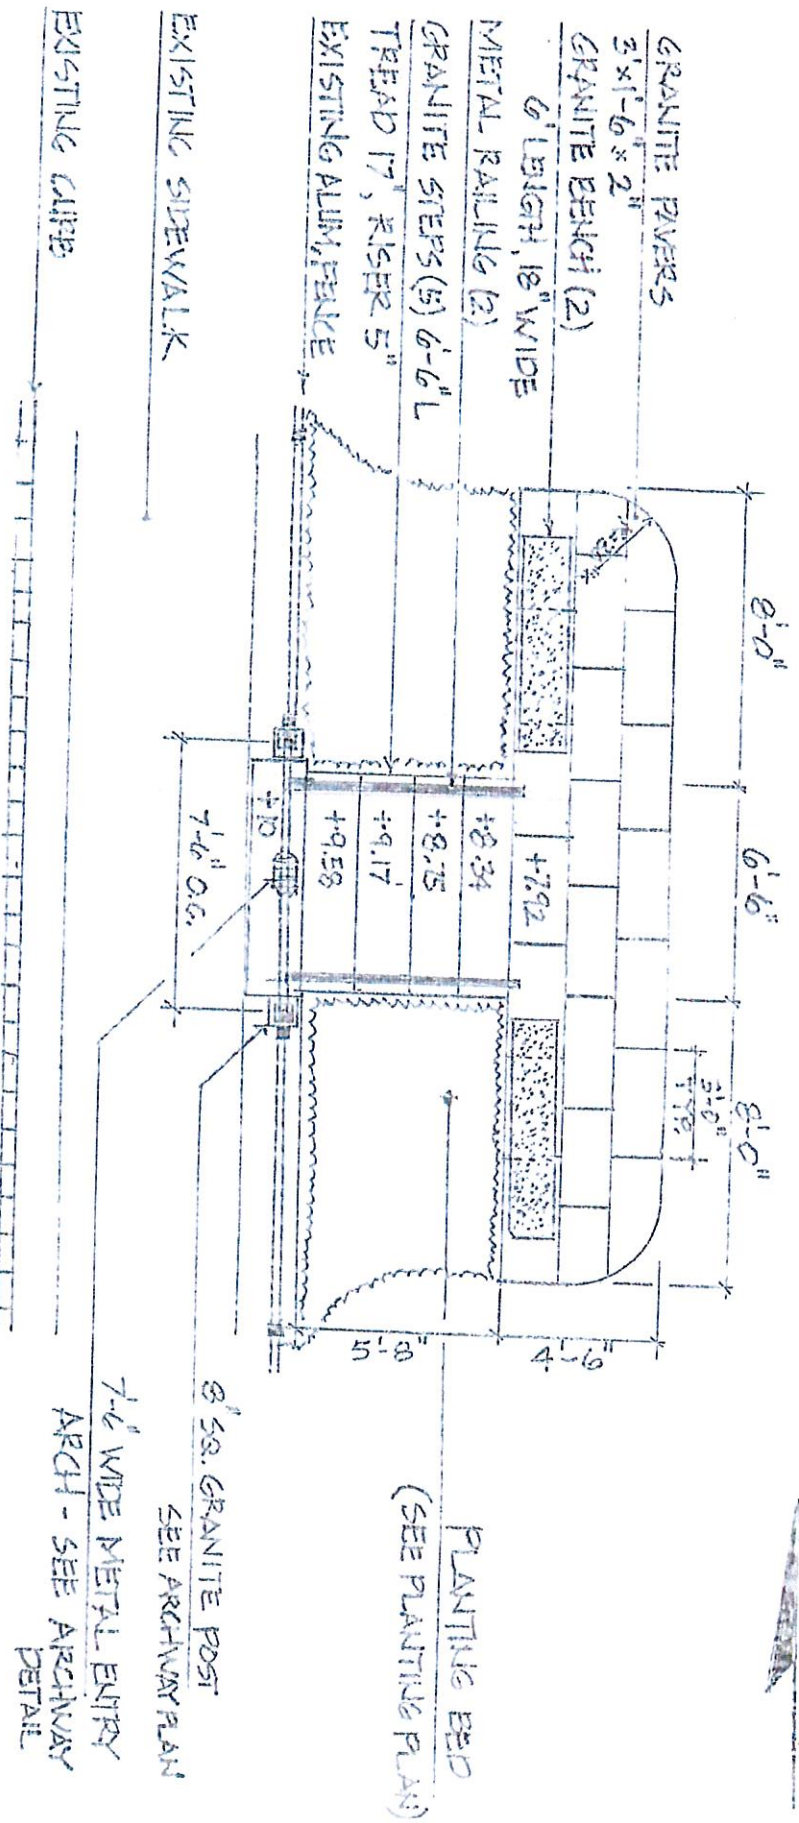 GRANITE PAVERS
3'x1'-6"x2"
GRANITE BENCH (2)
6' LENGTH, 18" WIDE
METAL RAILING (2)
GRANITE STEPS (5) 6'-6" L
TREAD 17", RISER 5"
EXISTING ALUM. FENCE
EXISTING SIDEWALK
EXISTING CURB
8'-0"
6'-6"
8'-0"
3'-0"
TYP.
+7.92
+8.34
+8.75
+9.17
+9.58
+10
7'-6" O.C.
5'-8"
4'-6"
PLANTING BED
(SEE PLANTING PLAN)
8" SQ. GRANITE POST
SEE ARCHWAY PLAN
7'-6" WIDE METAL ENTRY
ARCH - SEE ARCHWAY
DETAIL